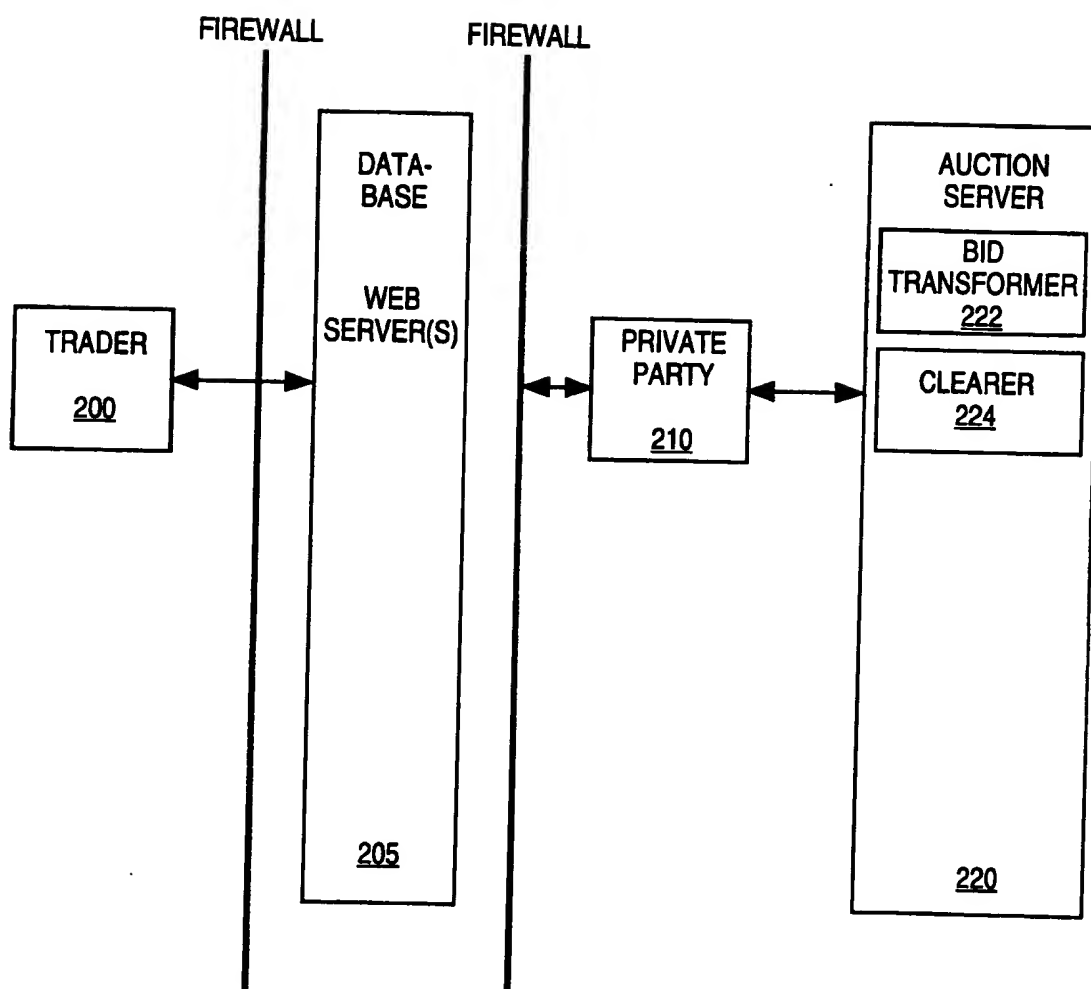 FIREWALL
FIREWALL
DATA-
BASE
WEB
SERVER(S)
205
TRADER
200
PRIVATE
PARTY
210
AUCTION
SERVER
BID
TRANSFORMER
222
CLEARER
224
220